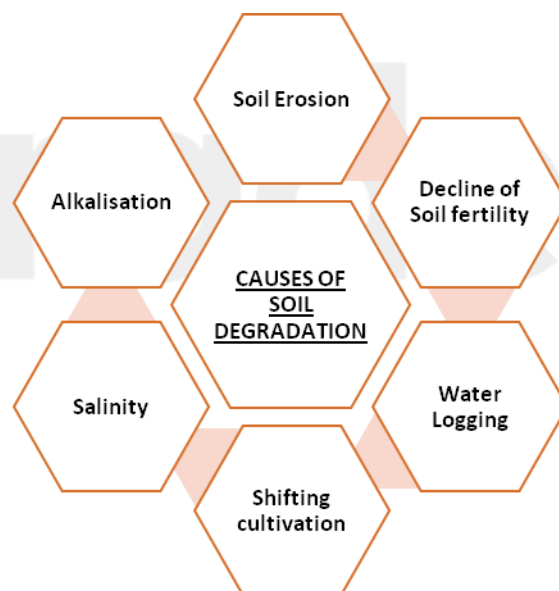 Soil Erosion
Decline of
Soil fertility
Water
Logging
Shifting
cultivation
Salinity
Alkalisation
CAUSES OF
SOIL
DEGRADATION